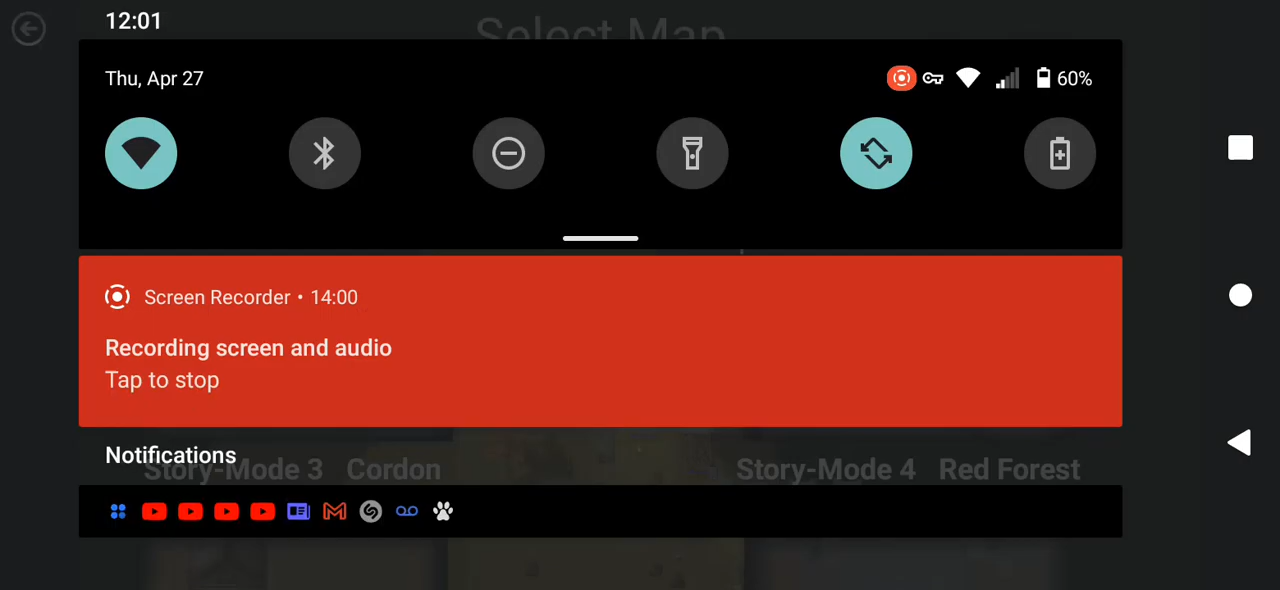 12:01
Select Map
Thu, Apr 27
60%
Screen Recorder • 14:00
Recording screen and audio
Tap to stop
Notifications
Story-Mode 3 Cordon
Story-Mode 4 Red Forest